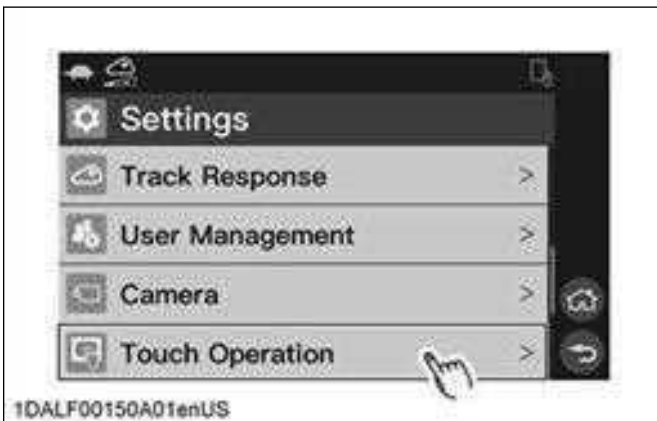 Settings
Track Response >
User Management >
Camera >
Touch Operation >
1DALF00150A01enUS